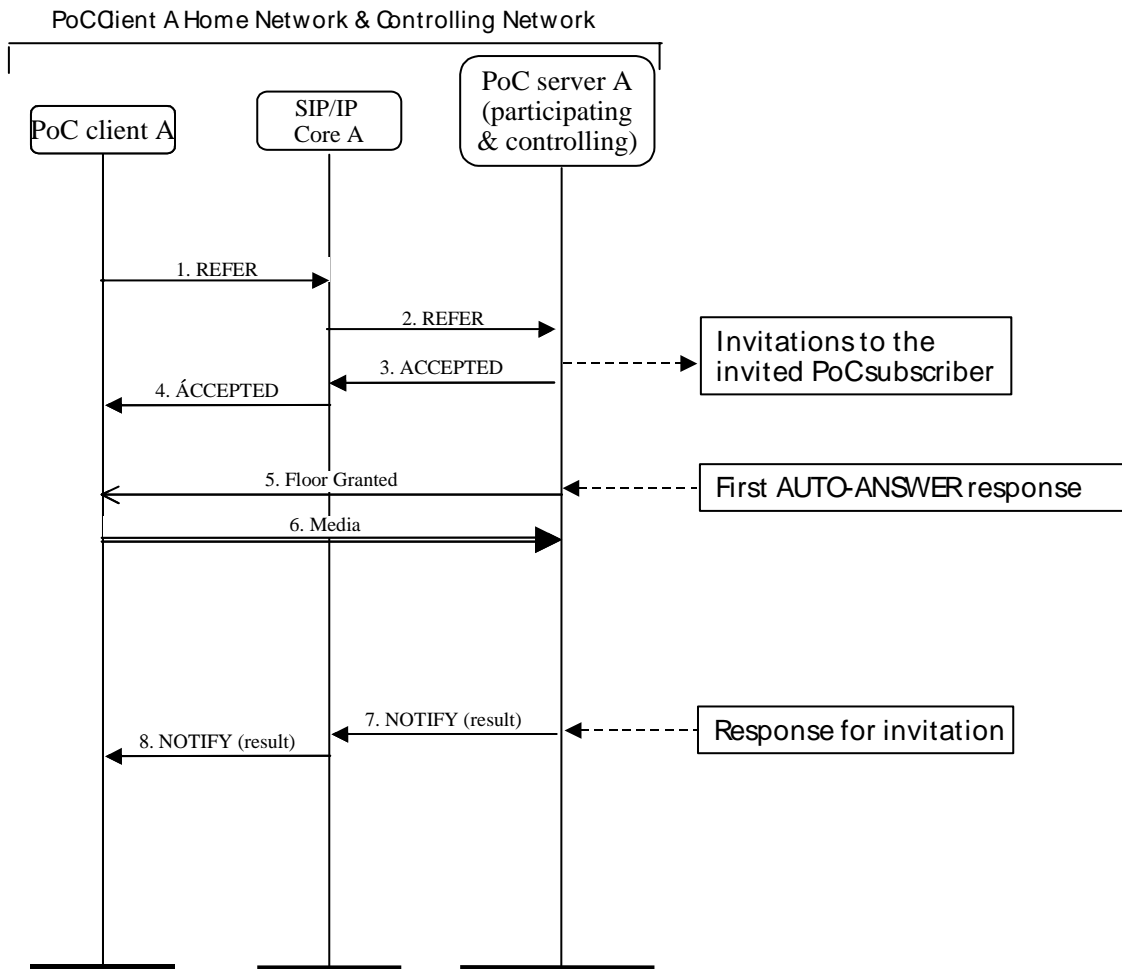 PoCClient A Home Network & Controlling Network
PoC client A
SIP/IP
Core A
PoC server A
(participating
& controlling)
1. REFER
2. REFER
Invitations to the
invited PoCsubscriber
3. ACCEPTED
4. ÁCCEPTED
5. Floor Granted
First AUTO-ANSWER response
6. Media
7. NOTIFY (result)
Response for invitation
8. NOTIFY (result)